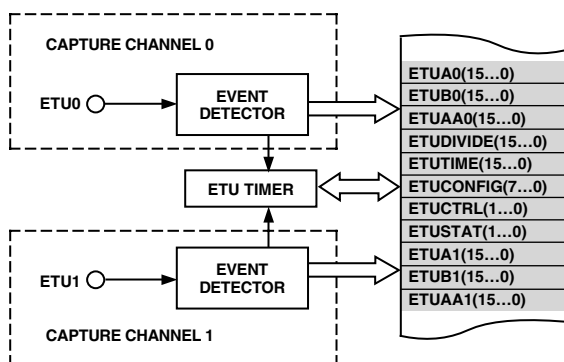 CAPTURE CHANNEL 0
ETU0
EVENT
DETECTOR
ETU TIMER
ETU1
EVENT
DETECTOR
CAPTURE CHANNEL 1
ETUA0(15...0)
ETUB0(15...0)
ETUAA0(15...0)
ETUDIVIDE(15...0)
ETUTIME(15...0)
ETUCONFIG(7...0)
ETUCTRL(1...0)
ETUSTAT(1...0)
ETUA1(15...0)
ETUB1(15...0)
ETUAA1(15...0)